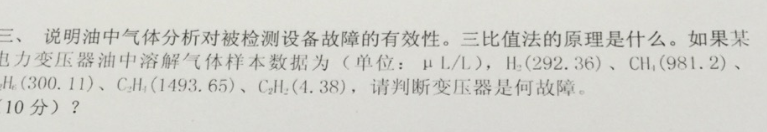 三、 说明油中气体分析对被检测设备故障的有效性。三比值法的原理是什么。如果某
电力变压器油中溶解气体样本数据为（单位：μL/L），H₂(292.36)、CH₄(981.2)、
₂H₆(300.11)、C₂H₄(1493.65)、C₂H₂(4.38)，请判断变压器是何故障。
10 分）？